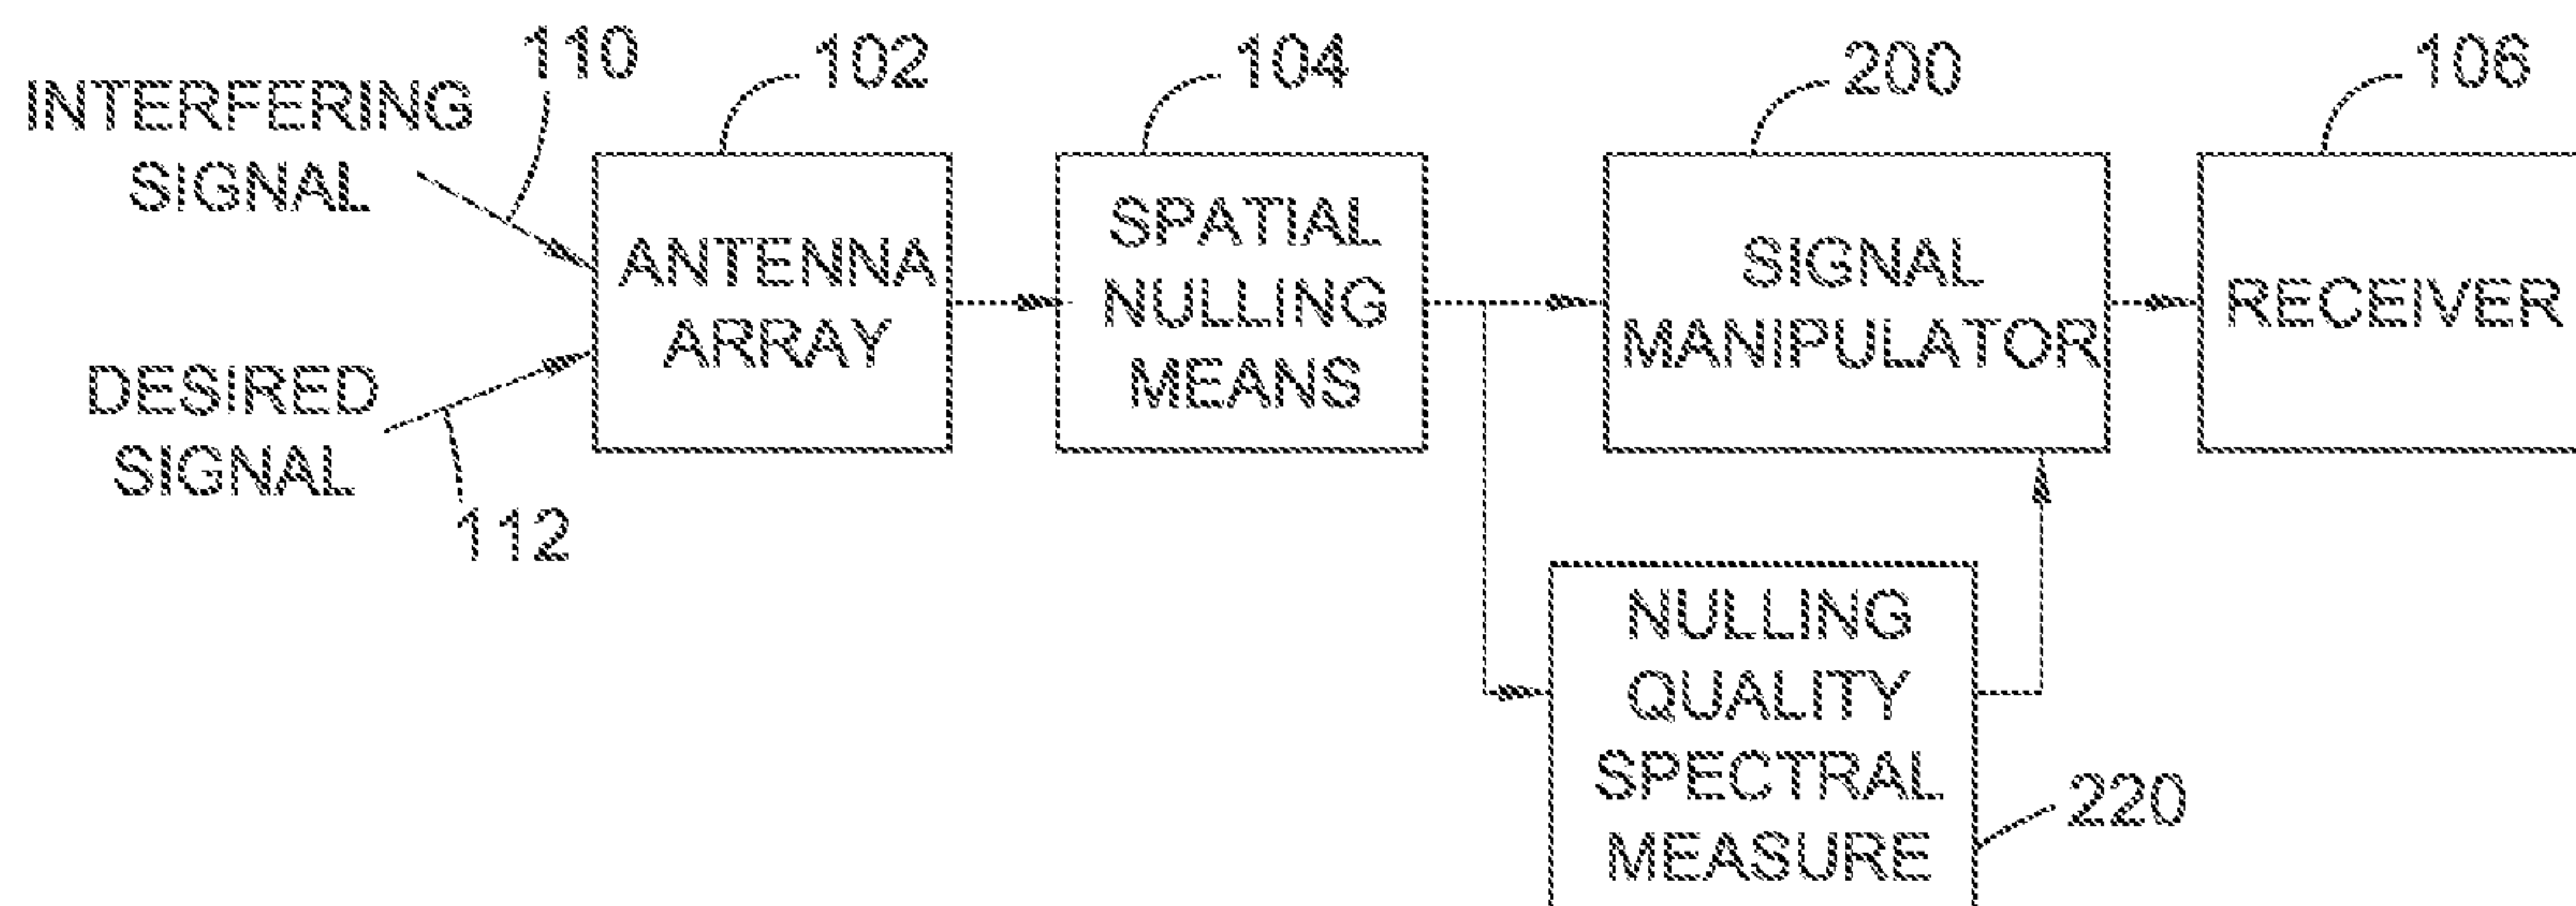 110
102
104
200
106
INTERFERING
SIGNAL
ANTENNA
ARRAY
SPATIAL
NULLING
MEANS
SIGNAL
MANIPULATOR
RECEIVER
DESIRED
SIGNAL
112
NULLING
QUALITY
SPECTRAL
MEASURE
220